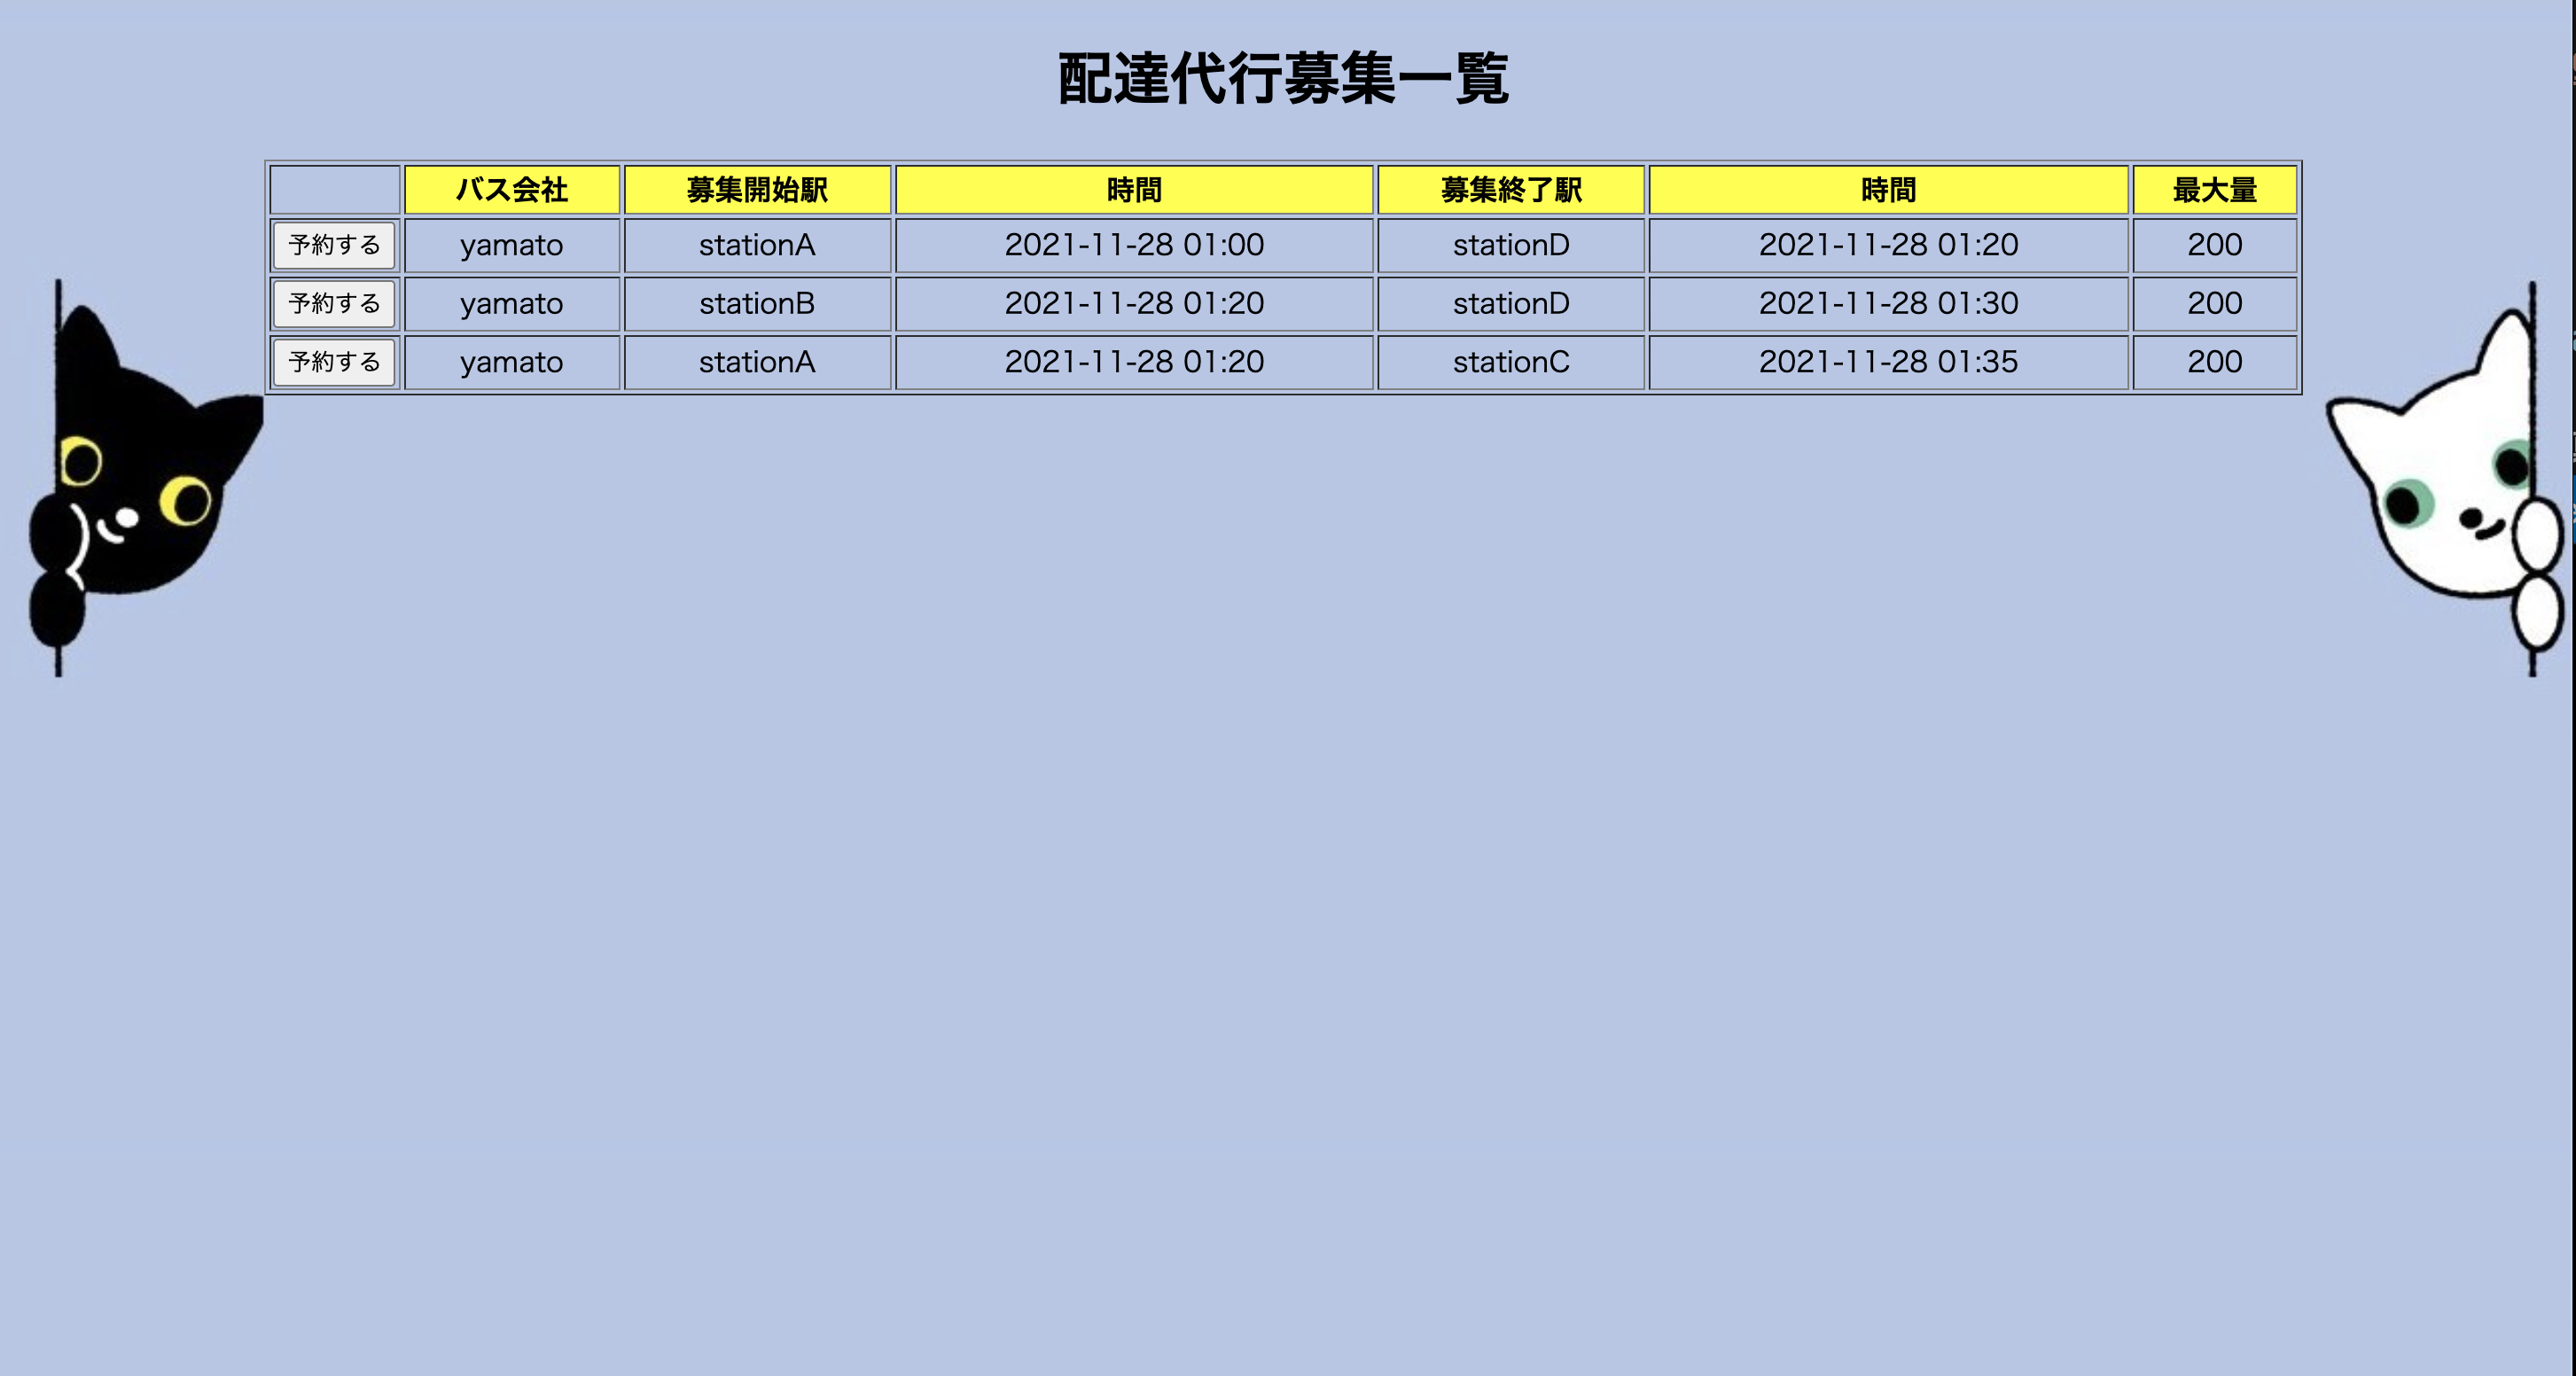 配達代行募集一覧
バス会社 募集開始駅 時間 募集終了駅 時間 最大量
予約する yamato stationA 2021-11-28 01:00 stationD 2021-11-28 01:20 200
予約する yamato stationB 2021-11-28 01:20 stationD 2021-11-28 01:30 200
予約する yamato stationA 2021-11-28 01:20 stationC 2021-11-28 01:35 200